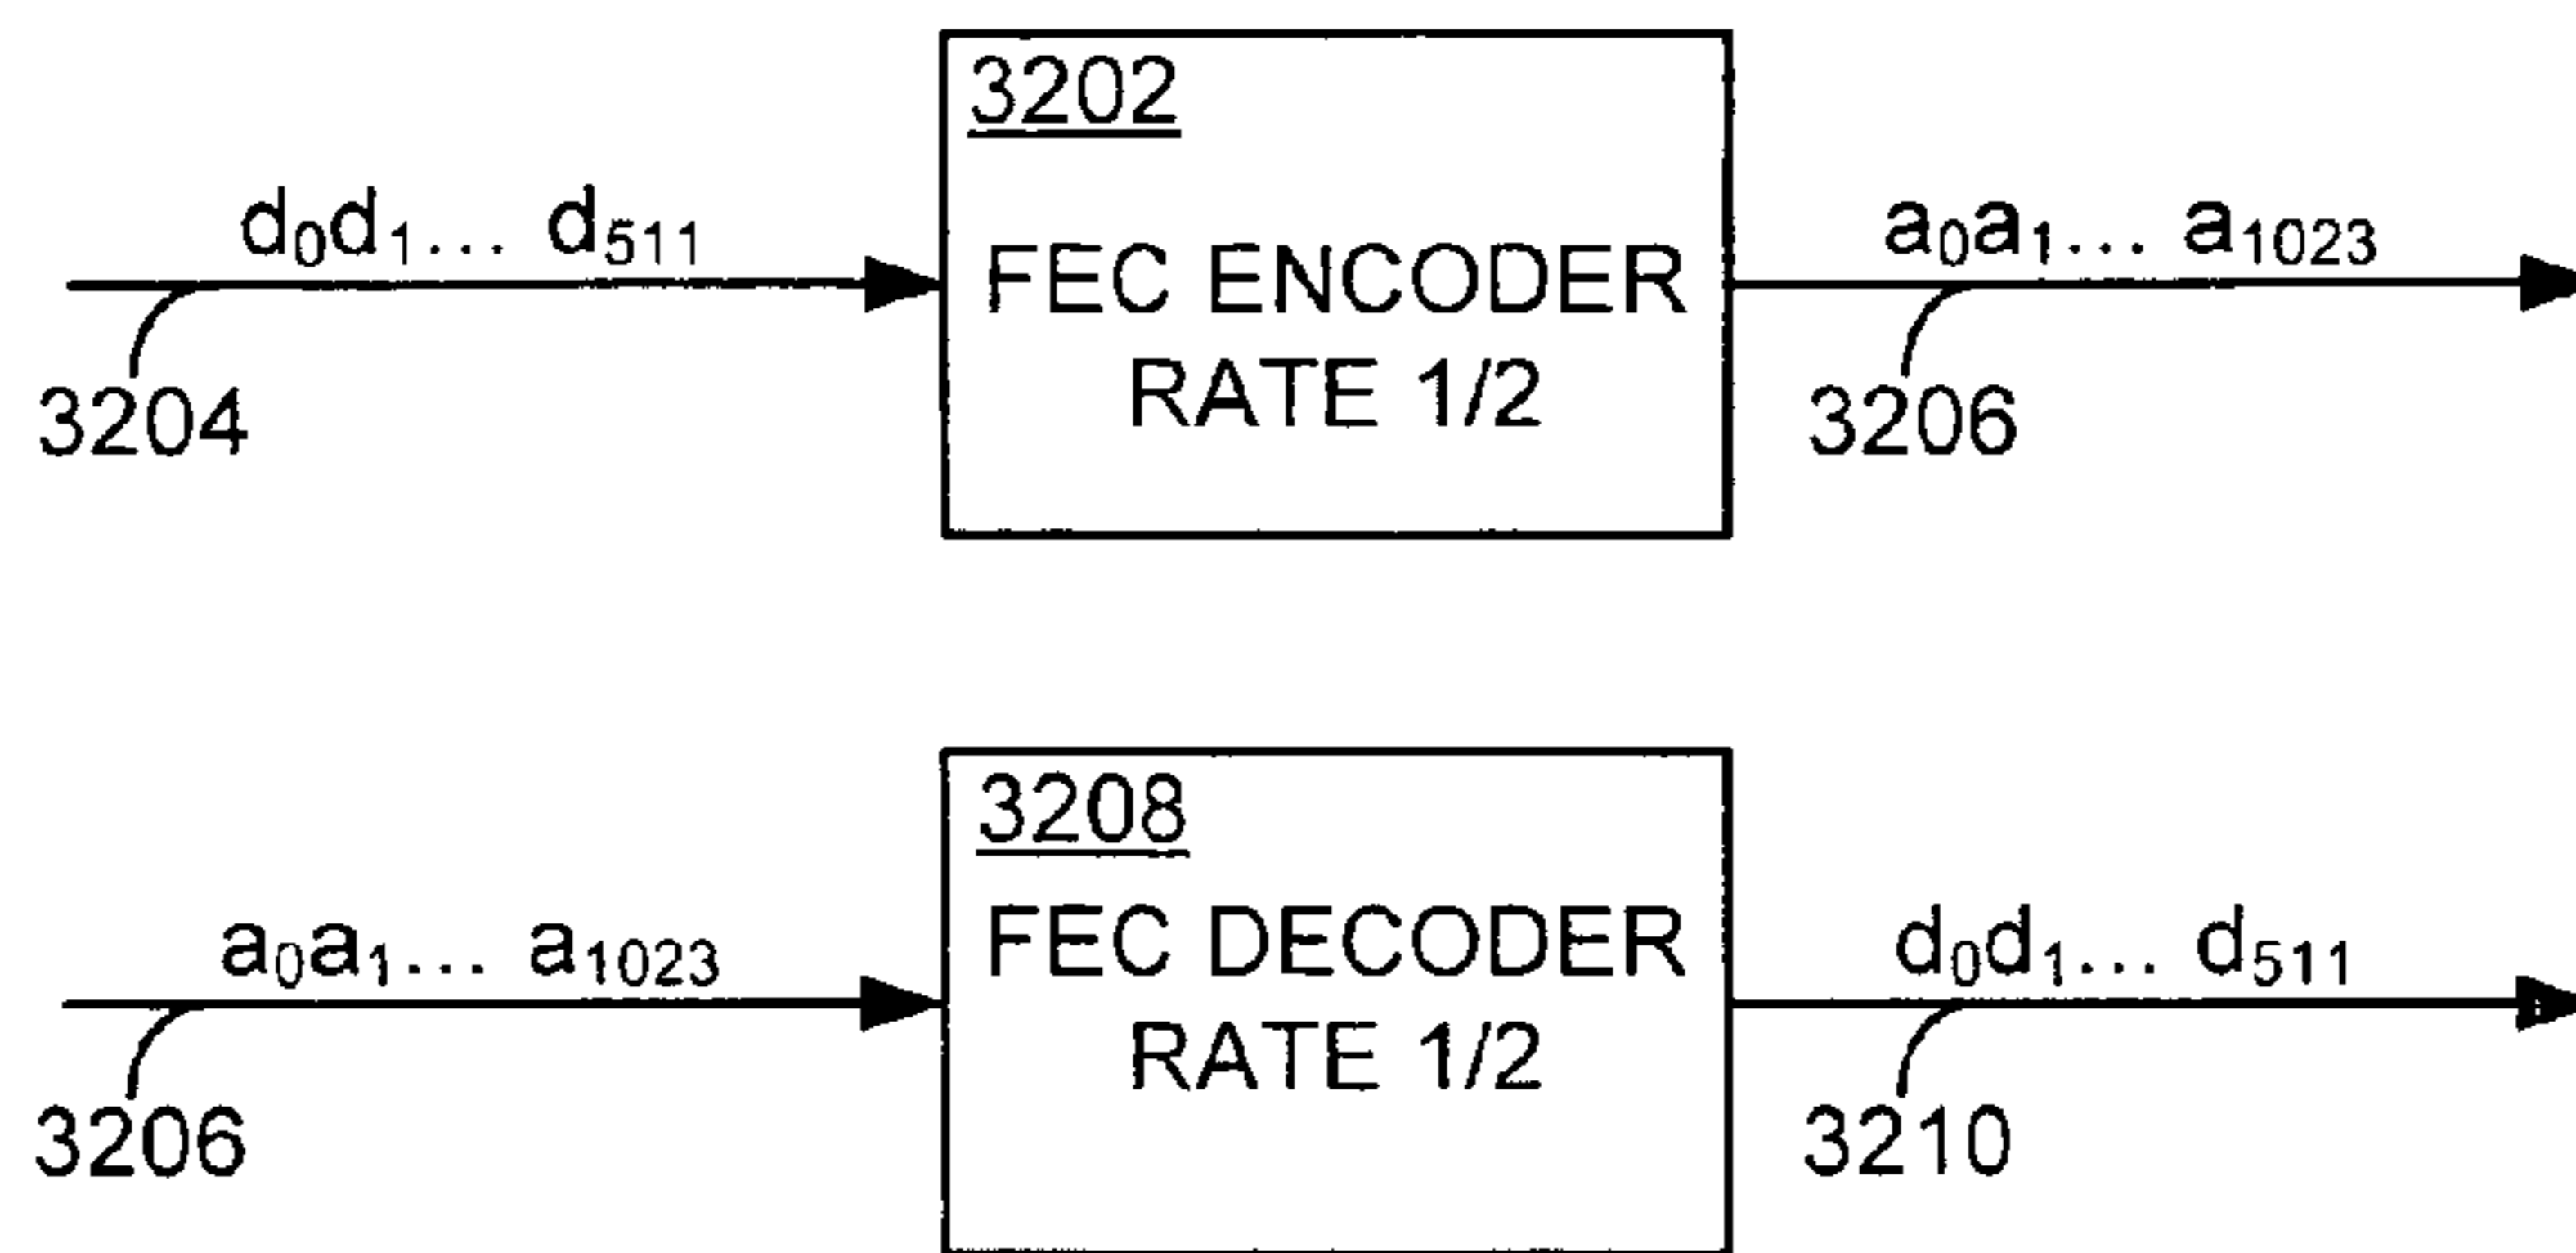 3202
d₀d₁... d₅₁₁
a₀a₁... a₁₀₂₃
FEC ENCODER
RATE 1/2
3204
3206
3208
a₀a₁... a₁₀₂₃
d₀d₁... d₅₁₁
FEC DECODER
RATE 1/2
3206
3210